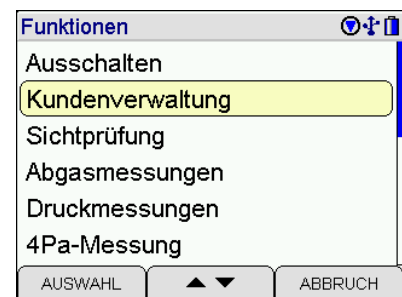 Funktionen
Ausschalten
Kundenverwaltung
Sichtprüfung
Abgasmessungen
Druckmessungen
4Pa-Messung
AUSWAHL ▲ ▼ ABBRUCH